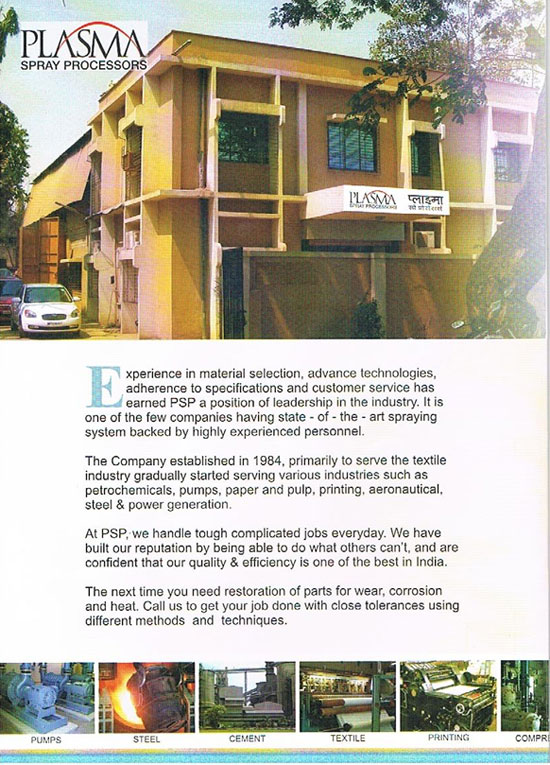 PLASMA
SPRAY PROCESSORS
PLASMA
SPRAY PROCESSORS
प्लाझ्मा
Experience in material selection, advance technologies,
adherence to specifications and customer service has
earned PSP a position of leadership in the industry. It is
one of the few companies having state - of - the - art spraying
system backed by highly experienced personnel.
The Company established in 1984, primarily to serve the textile
industry gradually started serving various industries such as
petrochemicals, pumps, paper and pulp, printing, aeronautical,
steel & power generation.
At PSP, we handle tough complicated jobs everyday. We have
built our reputation by being able to do what others can't, and are
confident that our quality & efficiency is one of the best in India.
The next time you need restoration of parts for wear, corrosion
and heat. Call us to get your job done with close tolerances using
different methods and techniques.
PUMPS STEEL CEMENT TEXTILE PRINTING COMPR